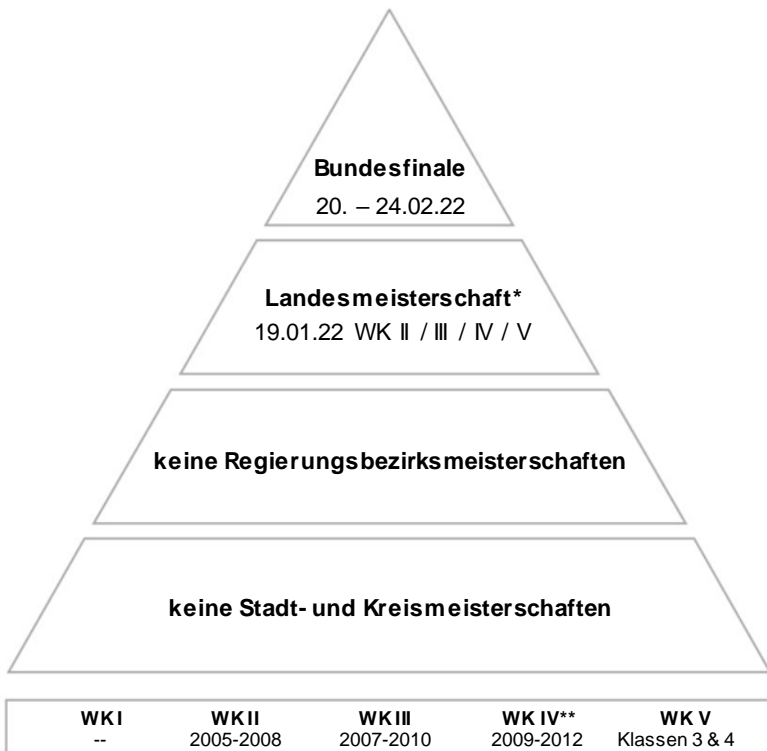 Bundesfinale
20. – 24.02.22
Landesmeisterschaft*
19.01.22 WK II / III / IV / V
keine Regierungsbezirksmeisterschaften
keine Stadt- und Kreismeisterschaften
WK I WK II WK III WK IV** WK V
-- 2005-2008 2007-2010 2009-2012 Klassen 3 & 4